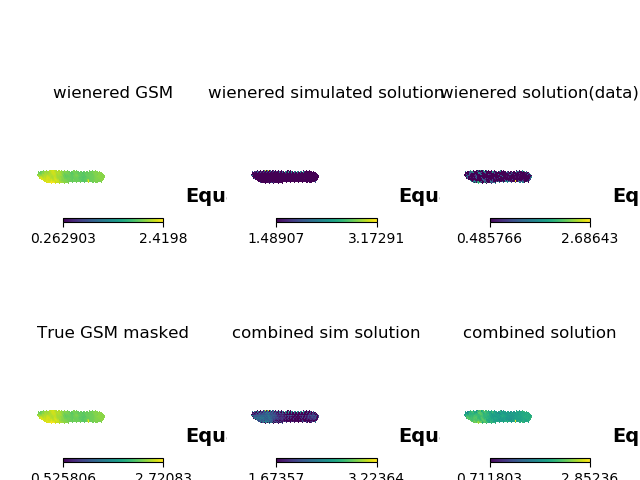 wienered GSM wienered simulated solution wienered solution(data)
Equ Equ Eq
0.262903 2.4198 1.48907 3.17291 0.485766 2.68643
True GSM masked combined sim solution combined solution
Equ Equ Eq
0.525806 2.72083 1.67357 3.22364 0.711803 2.85236